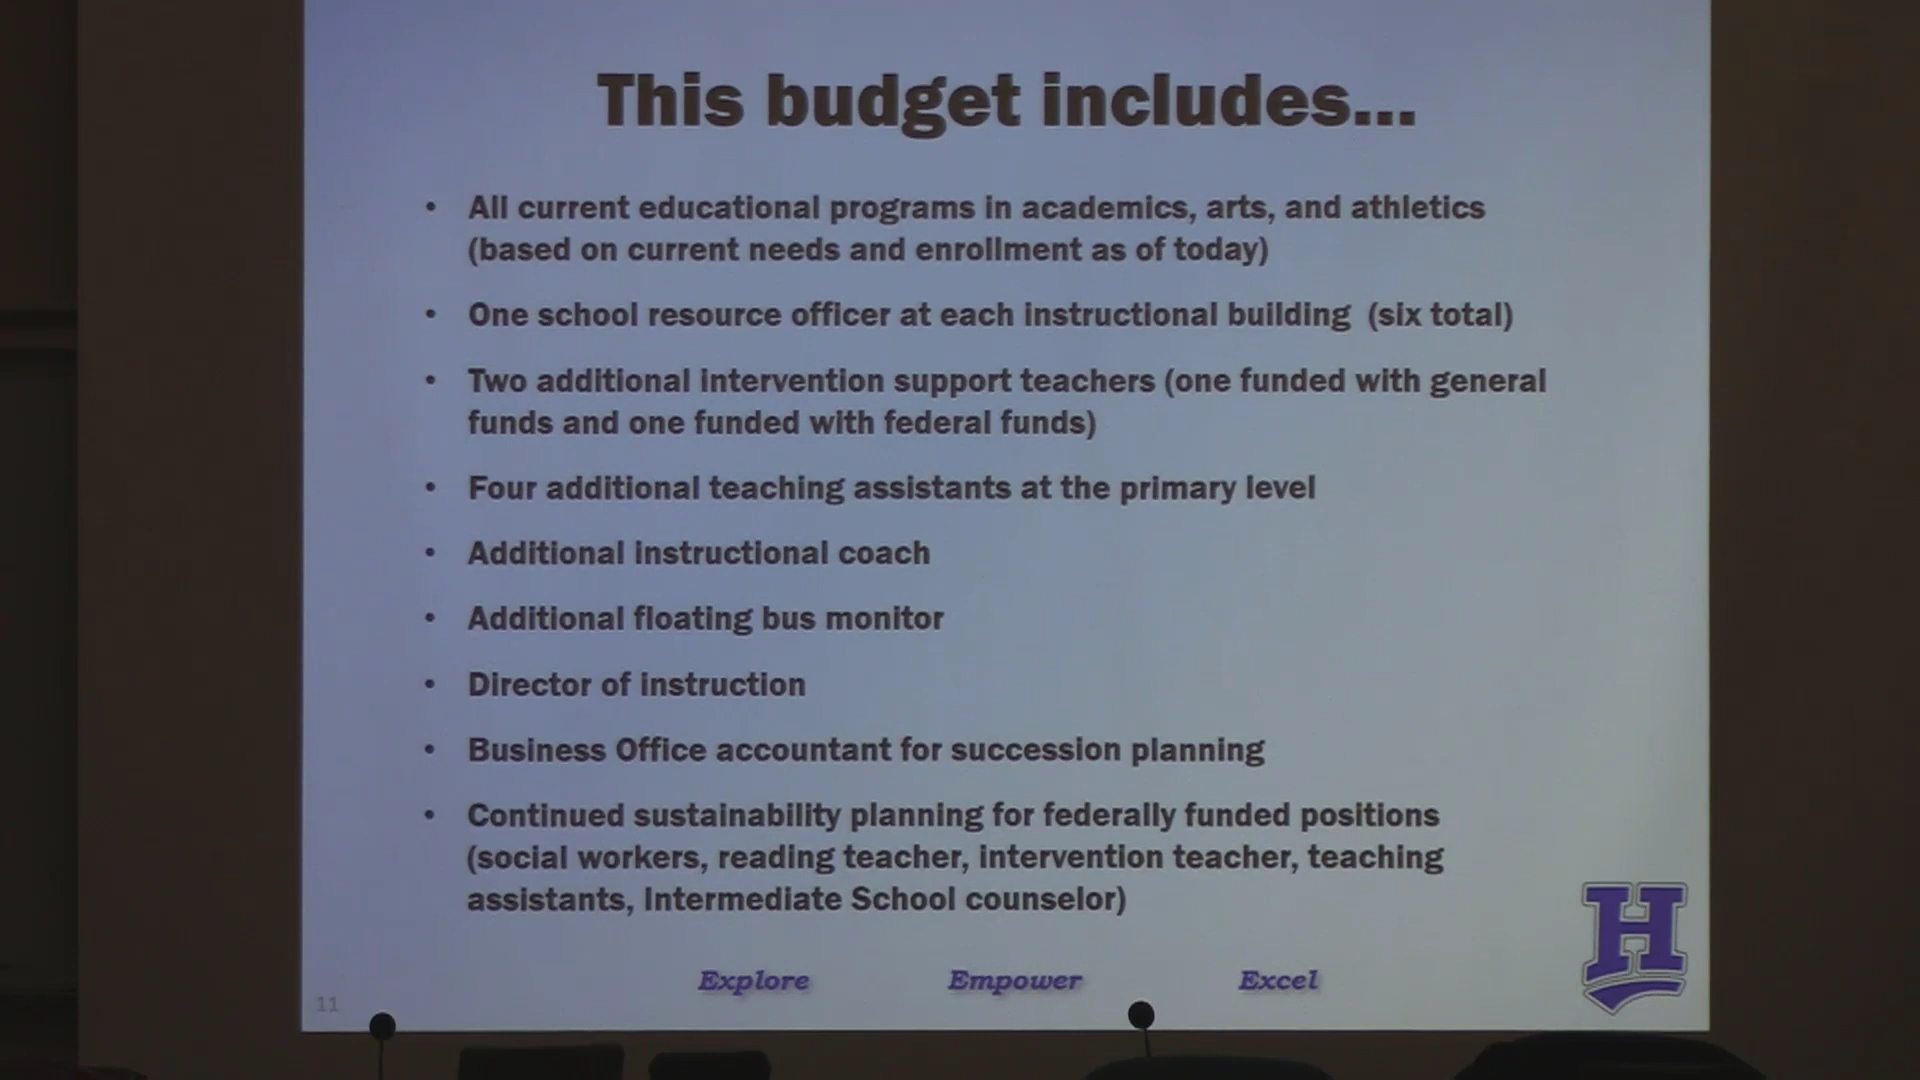 This budget includes...
• All current educational programs in academics, arts, and athletics
(based on current needs and enrollment as of today)
• One school resource officer at each instructional building (six total)
• Two additional intervention support teachers (one funded with general
funds and one funded with federal funds)
• Four additional teaching assistants at the primary level
• Additional instructional coach
• Additional floating bus monitor
• Director of instruction
• Business Office accountant for succession planning
• Continued sustainability planning for federally funded positions
(social workers, reading teacher, intervention teacher, teaching
assistants, Intermediate School counselor)
H
Explore Empower Excel
11